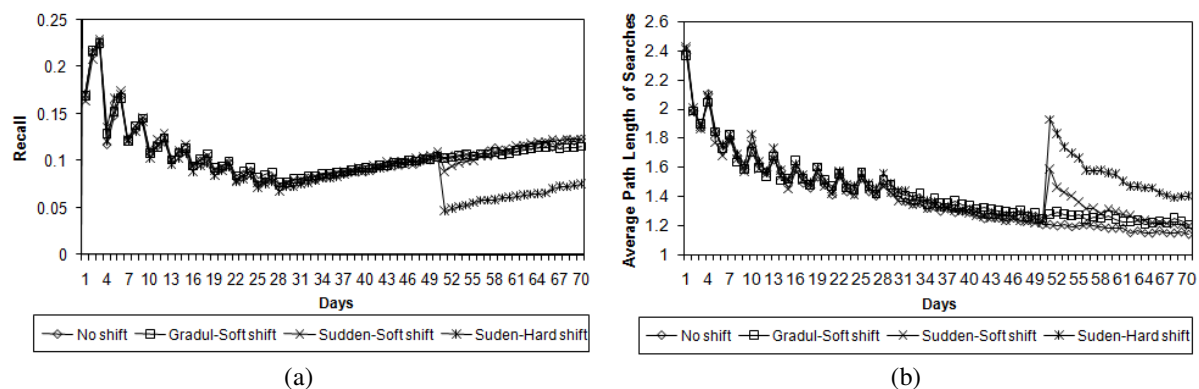 0.25
0.2
0.15
0.1
0.05
0
Recall
1 4 7 10 13 16 19 22 25 28 31 34 37 40 43 46 49 52 55 58 61 64 67 70
Days
No shift Gradul-Soft shift Sudden-Soft shift Suden-Hard shift
(a)
2.6
2.4
2.2
2
1.8
1.6
1.4
1.2
1
Average Path Length of Searches
1 4 7 10 13 16 19 22 25 28 31 34 37 40 43 46 49 52 55 58 61 64 67 70
Days
No shift Gradul-Soft shift Sudden-Soft shift Suden-Hard shift
(b)